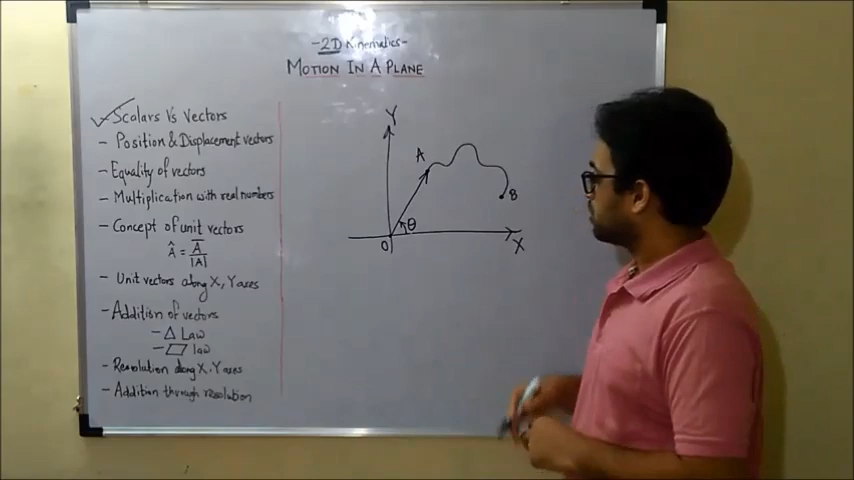 -2D Kinematics-
MOTION IN A PLANE
Scalars Vs Vectors
- Position & Displacement vectors
- Equality of vectors
- Multiplication with real numbers
- Concept of unit vectors
Â = A̅
|A|
- Unit vectors along X, Y axes
- Addition of vectors
- △ Law
- ▱ law
- Resolution along X, Y axes
- Addition through resolution
Y
A
B
θ
O
X